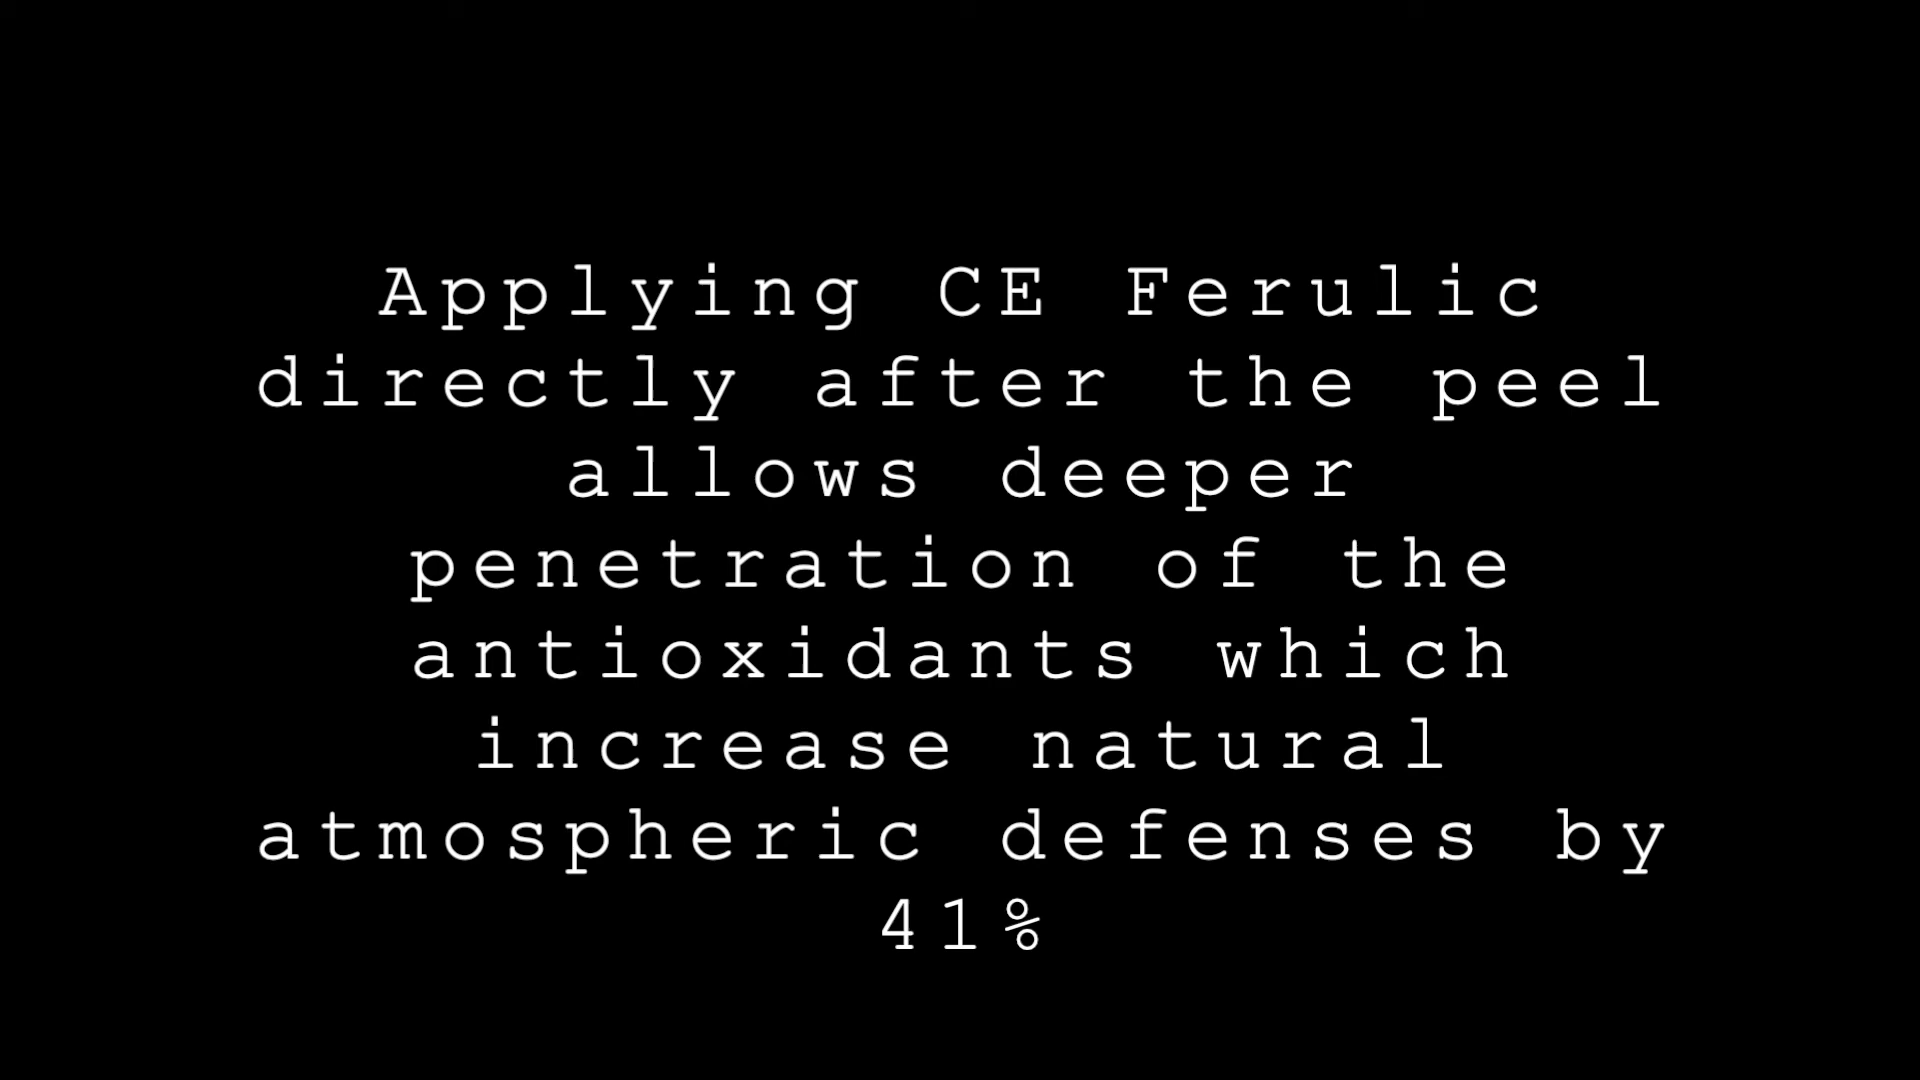 Applying CE Ferulic
directly after the peel
allows deeper
penetration of the
antioxidants which
increase natural
atmospheric defenses by
41%